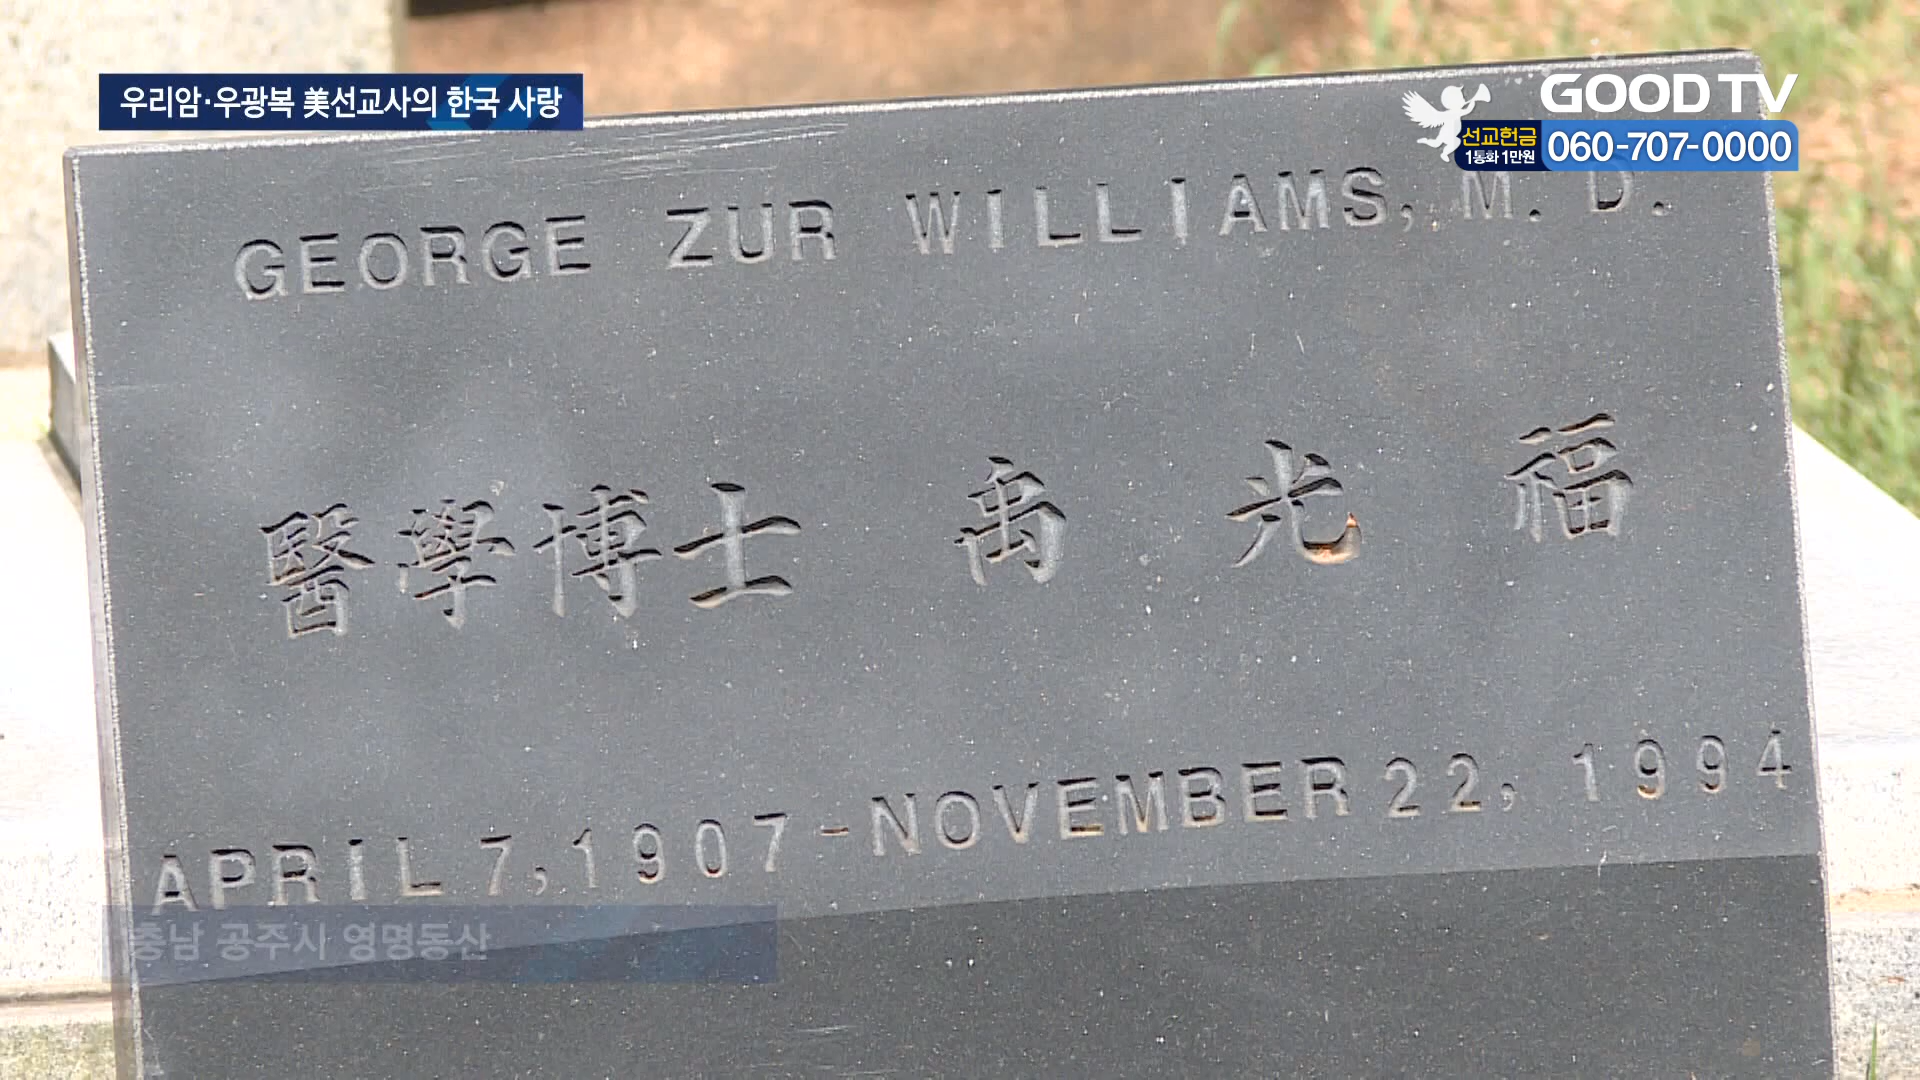 우리암·우광복 美선교사의 한국 사랑
GOOD TV
선교헌금
1통화 1만원
060-707-0000
GEORGE ZUR WILLIAMS, M. D.
醫學博士 禹 光 福
APRIL 7, 1907 - NOVEMBER 22, 1994
충남 공주시 영명동산